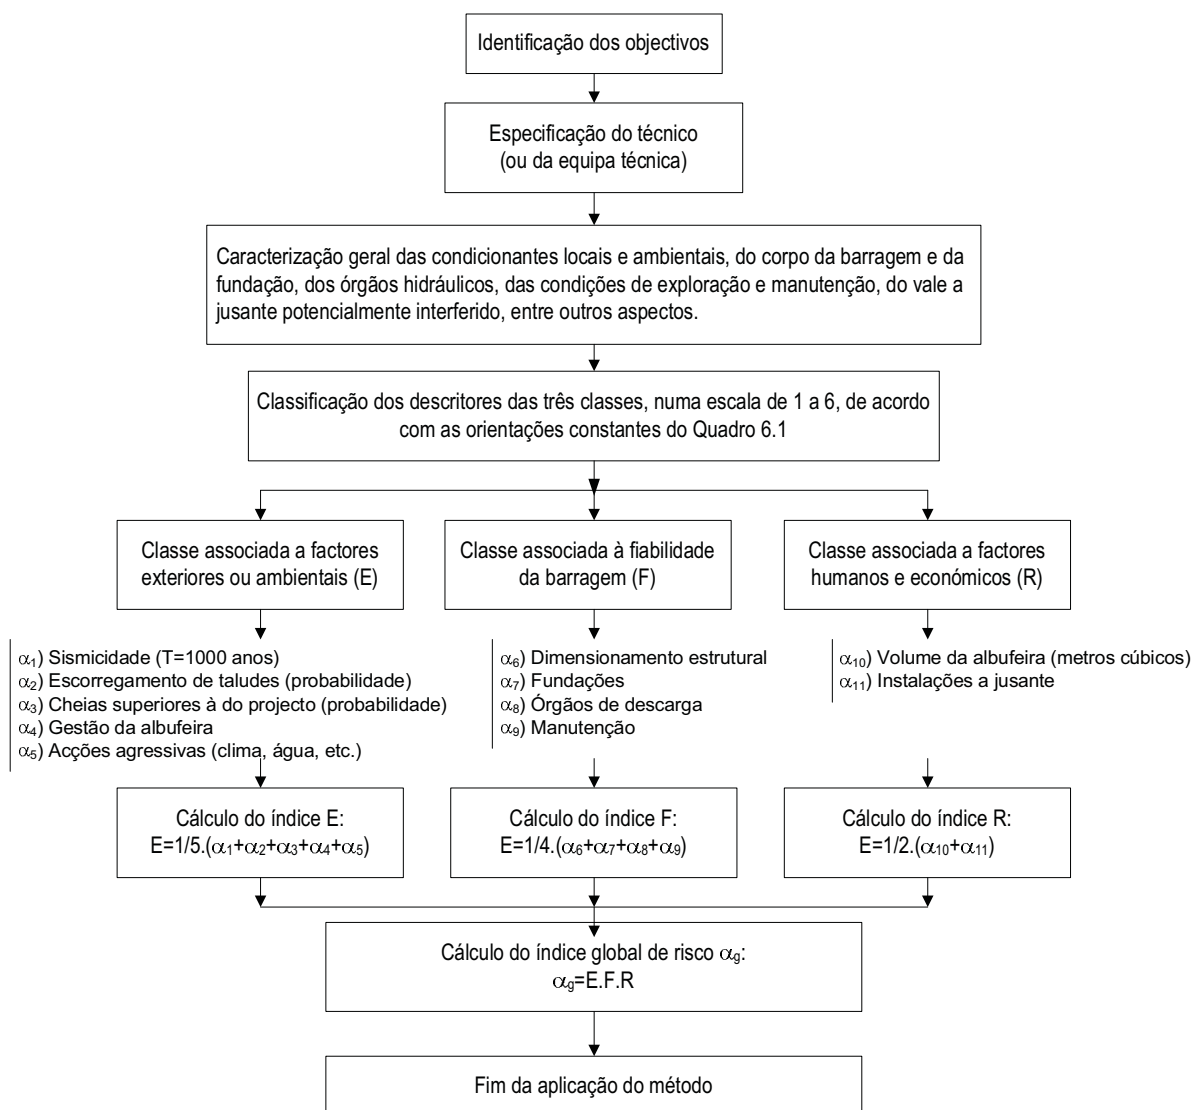 Identificação dos objectivos
Especificação do técnico
(ou da equipa técnica)
Caracterização geral das condicionantes locais e ambientais, do corpo da barragem e da
fundação, dos órgãos hidráulicos, das condições de exploração e manutenção, do vale a
jusante potencialmente interferido, entre outros aspectos.
Classificação dos descritores das três classes, numa escala de 1 a 6, de acordo
com as orientações constantes do Quadro 6.1
Classe associada a factores
exteriores ou ambientais (E)
Classe associada à fiabilidade
da barragem (F)
Classe associada a factores
humanos e económicos (R)
α1) Sismicidade (T=1000 anos)
α2) Escorregamento de taludes (probabilidade)
α3) Cheias superiores à do projecto (probabilidade)
α4) Gestão da albufeira
α5) Acções agressivas (clima, água, etc.)
α6) Dimensionamento estrutural
α7) Fundações
α8) Órgãos de descarga
α9) Manutenção
α10) Volume da albufeira (metros cúbicos)
α11) Instalações a jusante
Cálculo do índice E:
E=1/5.(α1+α2+α3+α4+α5)
Cálculo do índice F:
E=1/4.(α6+α7+α8+α9)
Cálculo do índice R:
E=1/2.(α10+α11)
Cálculo do índice global de risco αg:
αg=E.F.R
Fim da aplicação do método